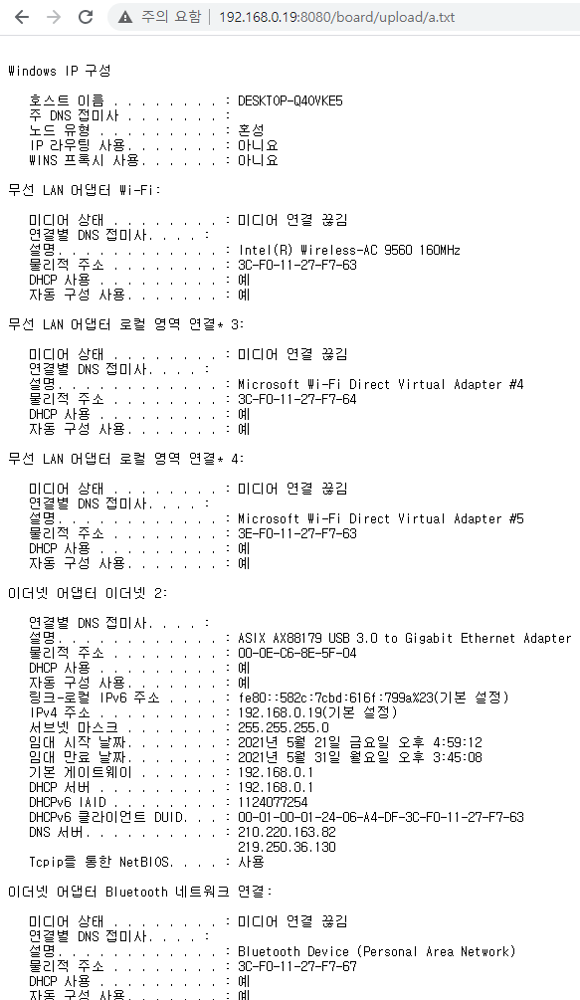 주의 요함 | 192.168.0.19:8080/board/upload/a.txt
Windows IP 구성
호스트 이름 . . . . . . . . : DESKTOP-Q40VKE5
주 DNS 접미사 . . . . . . . :
노드 유형 . . . . . . . . . : 혼성
IP 라우팅 사용. . . . . . . : 아니요
WINS 프록시 사용. . . . . . : 아니요
무선 LAN 어댑터 Wi-Fi:
미디어 상태 . . . . . . . . : 미디어 연결 끊김
연결별 DNS 접미사. . . . :
설명. . . . . . . . . . . . : Intel(R) Wireless-AC 9560 160MHz
물리적 주소 . . . . . . . . : 3C-F0-11-27-F7-63
DHCP 사용 . . . . . . . . . : 예
자동 구성 사용. . . . . . . : 예
무선 LAN 어댑터 로컬 영역 연결* 3:
미디어 상태 . . . . . . . . : 미디어 연결 끊김
연결별 DNS 접미사. . . . :
설명. . . . . . . . . . . . : Microsoft Wi-Fi Direct Virtual Adapter #4
물리적 주소 . . . . . . . . : 3C-F0-11-27-F7-64
DHCP 사용 . . . . . . . . . : 예
자동 구성 사용. . . . . . . : 예
무선 LAN 어댑터 로컬 영역 연결* 4:
미디어 상태 . . . . . . . . : 미디어 연결 끊김
연결별 DNS 접미사. . . . :
설명. . . . . . . . . . . . : Microsoft Wi-Fi Direct Virtual Adapter #5
물리적 주소 . . . . . . . . : 3E-F0-11-27-F7-63
DHCP 사용 . . . . . . . . . : 예
자동 구성 사용. . . . . . . : 예
이더넷 어댑터 이더넷 2:
연결별 DNS 접미사. . . . :
설명. . . . . . . . . . . . : ASIX AX88179 USB 3.0 to Gigabit Ethernet Adapter
물리적 주소 . . . . . . . . : 00-0E-C6-8E-5F-04
DHCP 사용 . . . . . . . . . : 예
자동 구성 사용. . . . . . . : 예
링크-로컬 IPv6 주소 . . . . : fe80::582c:7cbd:616f:799a%23(기본 설정)
IPv4 주소 . . . . . . . . . : 192.168.0.19(기본 설정)
서브넷 마스크 . . . . . . . : 255.255.255.0
임대 시작 날짜. . . . . . . : 2021년 5월 21일 금요일 오후 4:59:12
임대 만료 날짜. . . . . . . : 2021년 5월 31일 월요일 오후 3:45:08
기본 게이트웨이 . . . . . . : 192.168.0.1
DHCP 서버 . . . . . . . . . : 192.168.0.1
DHCPv6 IAID . . . . . . . . : 1124077254
DHCPv6 클라이언트 DUID. . . : 00-01-00-01-24-06-A4-DF-3C-F0-11-27-F7-63
DNS 서버. . . . . . . . . . : 210.220.163.82
219.250.36.130
Tcpip를 통한 NetBIOS. . . . : 사용
이더넷 어댑터 Bluetooth 네트워크 연결:
미디어 상태 . . . . . . . . : 미디어 연결 끊김
연결별 DNS 접미사. . . . :
설명. . . . . . . . . . . . : Bluetooth Device (Personal Area Network)
물리적 주소 . . . . . . . . : 3C-F0-11-27-F7-67
DHCP 사용 . . . . . . . . . : 예
자동 구성 사용. . . . . . . : 예